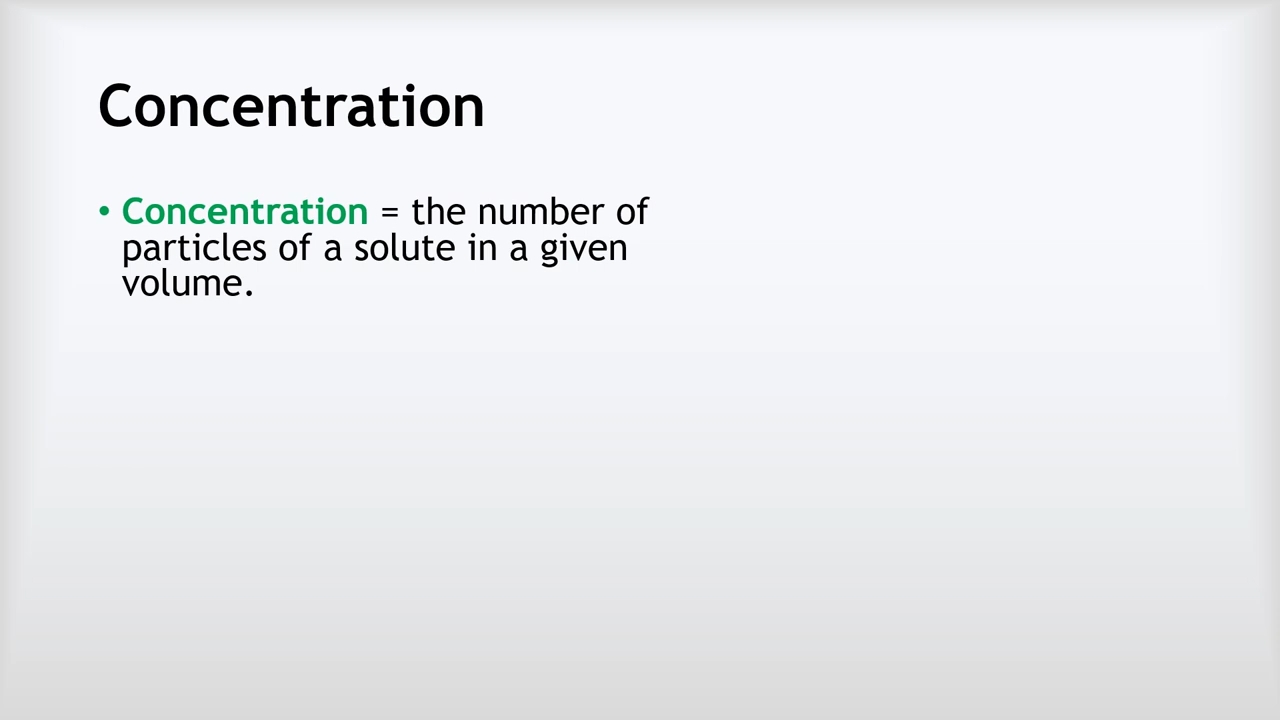 Concentration
• Concentration = the number of
particles of a solute in a given
volume.